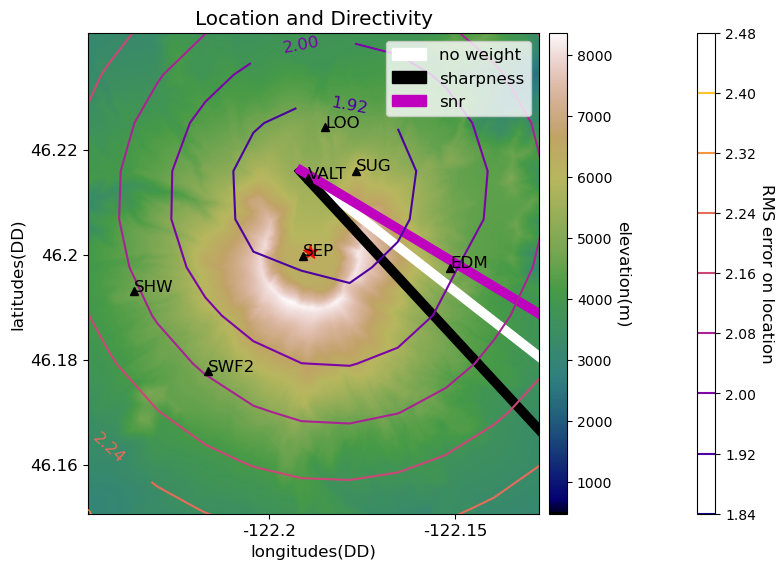 Location and Directivity
no weight
sharpness
snr
2.00
1.92
LOO
SUG
VALT
SEP
EDM
SHW
SWF2
2.24
46.22
46.2
46.18
46.16
latitudes(DD)
-122.2
-122.15
longitudes(DD)
8000
7000
6000
5000
4000
3000
2000
1000
elevation(m)
2.48
2.40
2.32
2.24
2.16
2.08
2.00
1.92
1.84
RMS error on location